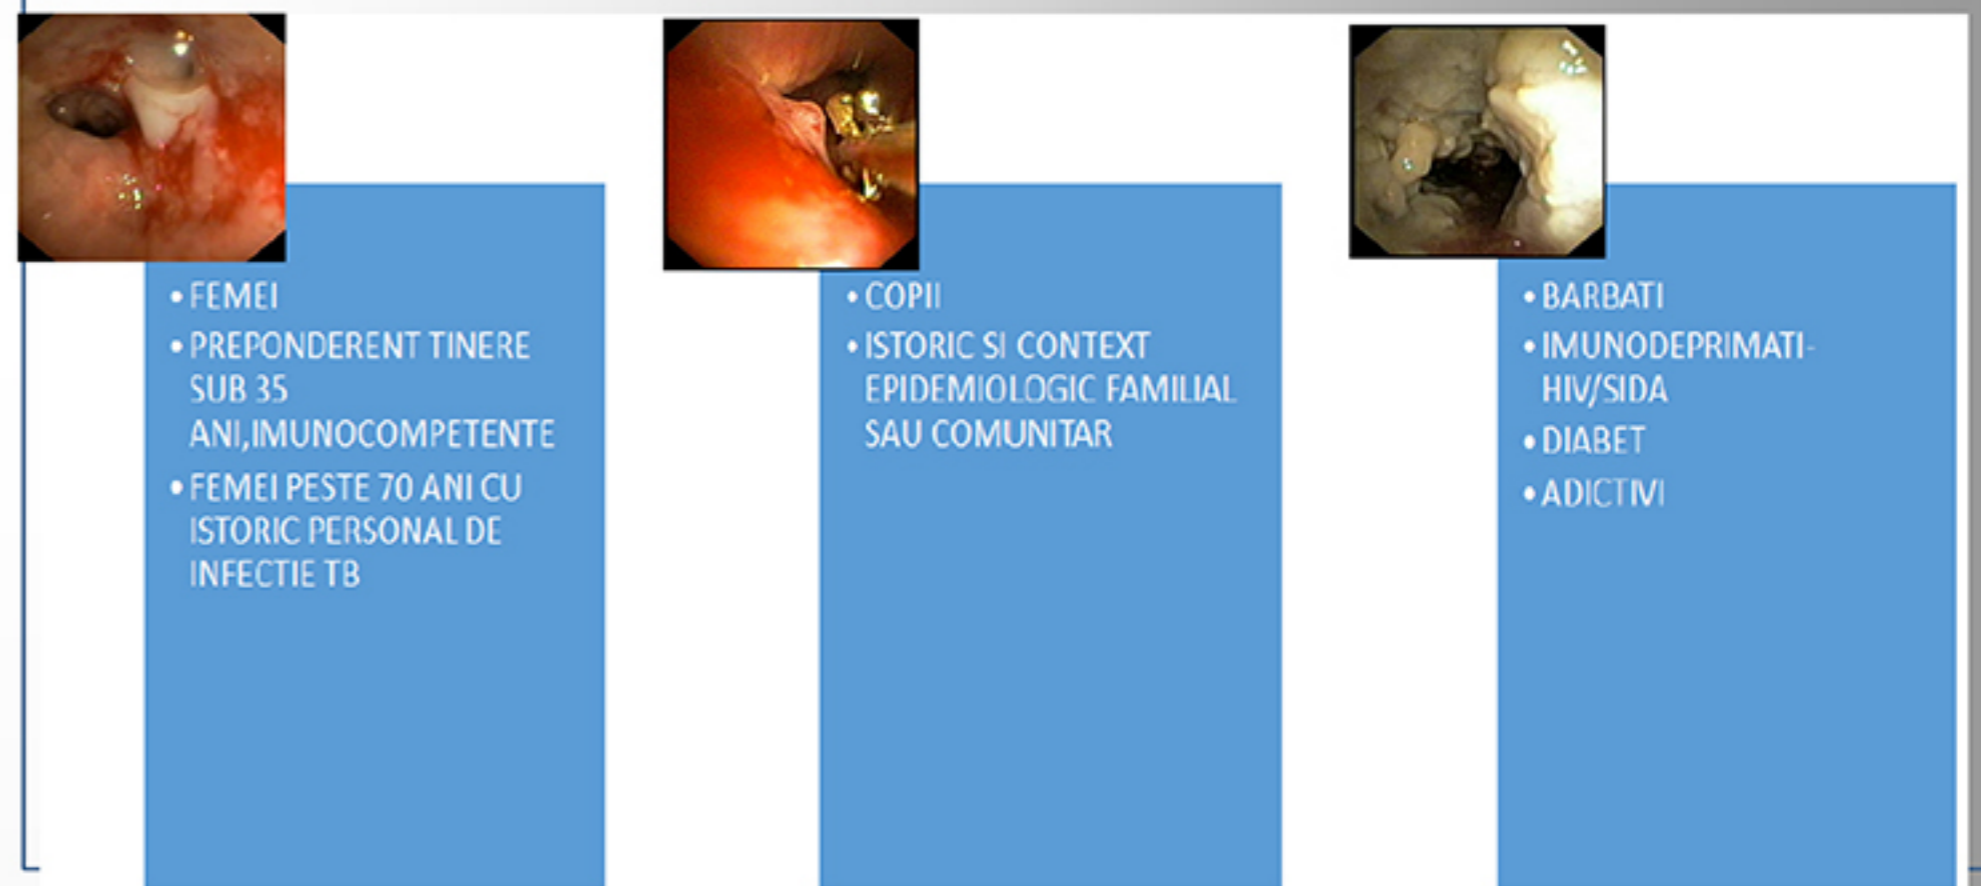 • FEMEI
• PREPONDERENT TINERE
SUB 35
ANI,IMUNOCOMPETENTE
• FEMEI PESTE 70 ANI CU
ISTORIC PERSONAL DE
INFECTIE TB
• COPII
• ISTORIC SI CONTEXT
EPIDEMIOLOGIC FAMILIAL
SAU COMUNITAR
• BARBATI
• IMUNODEPRIMATI-
HIV/SIDA
• DIABET
• ADICTIVI